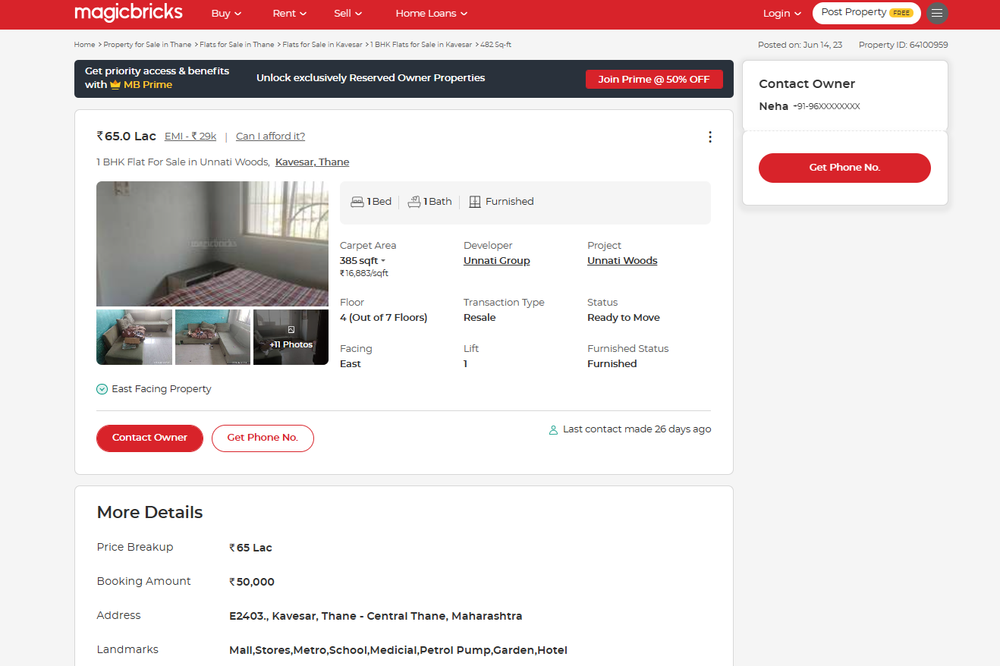 magicbricks
Buy
Rent
Sell
Home Loans
Login
Post Property FREE
Home > Property for Sale in Thane > Flats for Sale in Thane > Flats for Sale in Kavesar > 1 BHK Flats for Sale in Kavesar > 482 Sq-ft
Posted on: Jun 14, 23 Property ID: 64100959
Get priority access & benefits
with MB Prime
Unlock exclusively Reserved Owner Properties
Join Prime @ 50% OFF
Contact Owner
Neha +91-96XXXXXXXX
Get Phone No.
₹65.0 Lac EMI - ₹ 29k | Can I afford it?
1 BHK Flat For Sale in Unnati Woods, Kavesar, Thane
magicbricks
+11 Photos
1 Bed
1 Bath
Furnished
Carpet Area
385 sqft
₹16,883/sqft
Developer
Unnati Group
Project
Unnati Woods
Floor
4 (Out of 7 Floors)
Transaction Type
Resale
Status
Ready to Move
Facing
East
Lift
1
Furnished Status
Furnished
East Facing Property
Contact Owner
Get Phone No.
Last contact made 26 days ago
More Details
Price Breakup ₹65 Lac
Booking Amount ₹50,000
Address E2403., Kavesar, Thane - Central Thane, Maharashtra
Landmarks Mall,Stores,Metro,School,Medicial,Petrol Pump,Garden,Hotel